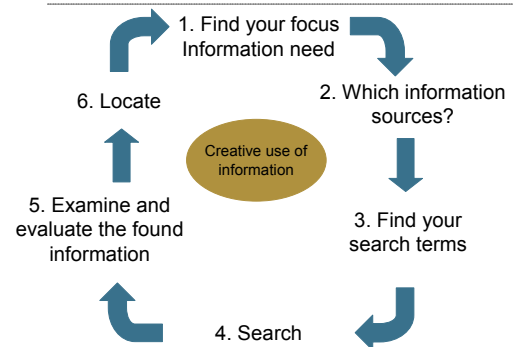 1. Find your focus
Information need
2. Which information
sources?
3. Find your
search terms
4. Search
5. Examine and
evaluate the found
information
6. Locate
Creative use of
information